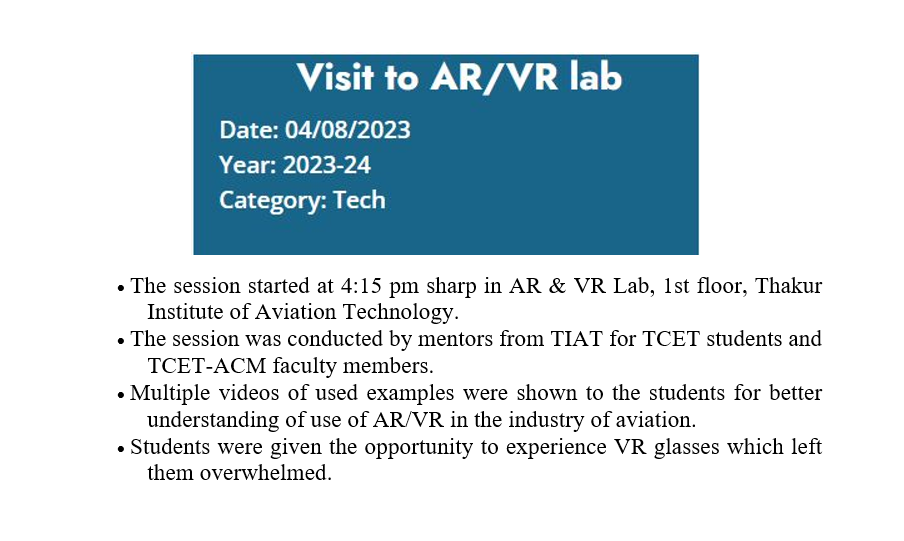 Visit to AR/VR lab
Date: 04/08/2023
Year: 2023-24
Category: Tech
• The session started at 4:15 pm sharp in AR & VR Lab, 1st floor, Thakur
Institute of Aviation Technology.
• The session was conducted by mentors from TIAT for TCET students and
TCET-ACM faculty members.
• Multiple videos of used examples were shown to the students for better
understanding of use of AR/VR in the industry of aviation.
• Students were given the opportunity to experience VR glasses which left
them overwhelmed.